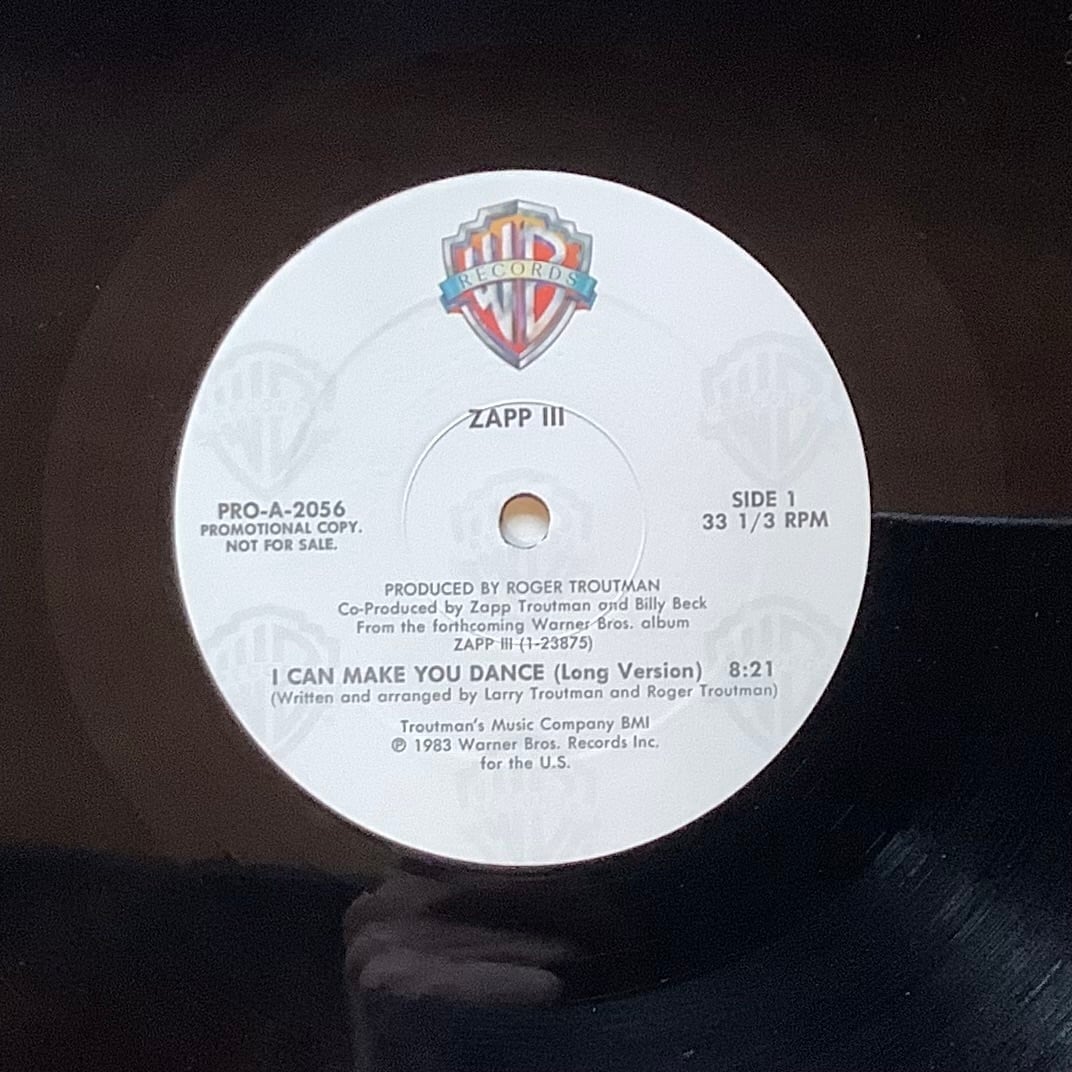 WB
RECORDS
ZAPP III
PRO-A-2056
PROMOTIONAL COPY.
NOT FOR SALE.
SIDE 1
33 1/3 RPM
PRODUCED BY ROGER TROUTMAN
Co-Produced by Zapp Troutman and Billy Beck
From the forthcoming Warner Bros. album
ZAPP III (1-23875)
I CAN MAKE YOU DANCE (Long Version) 8:21
(Written and arranged by Larry Troutman and Roger Troutman)
Troutman's Music Company BMI
℗ 1983 Warner Bros. Records Inc.
for the U.S.